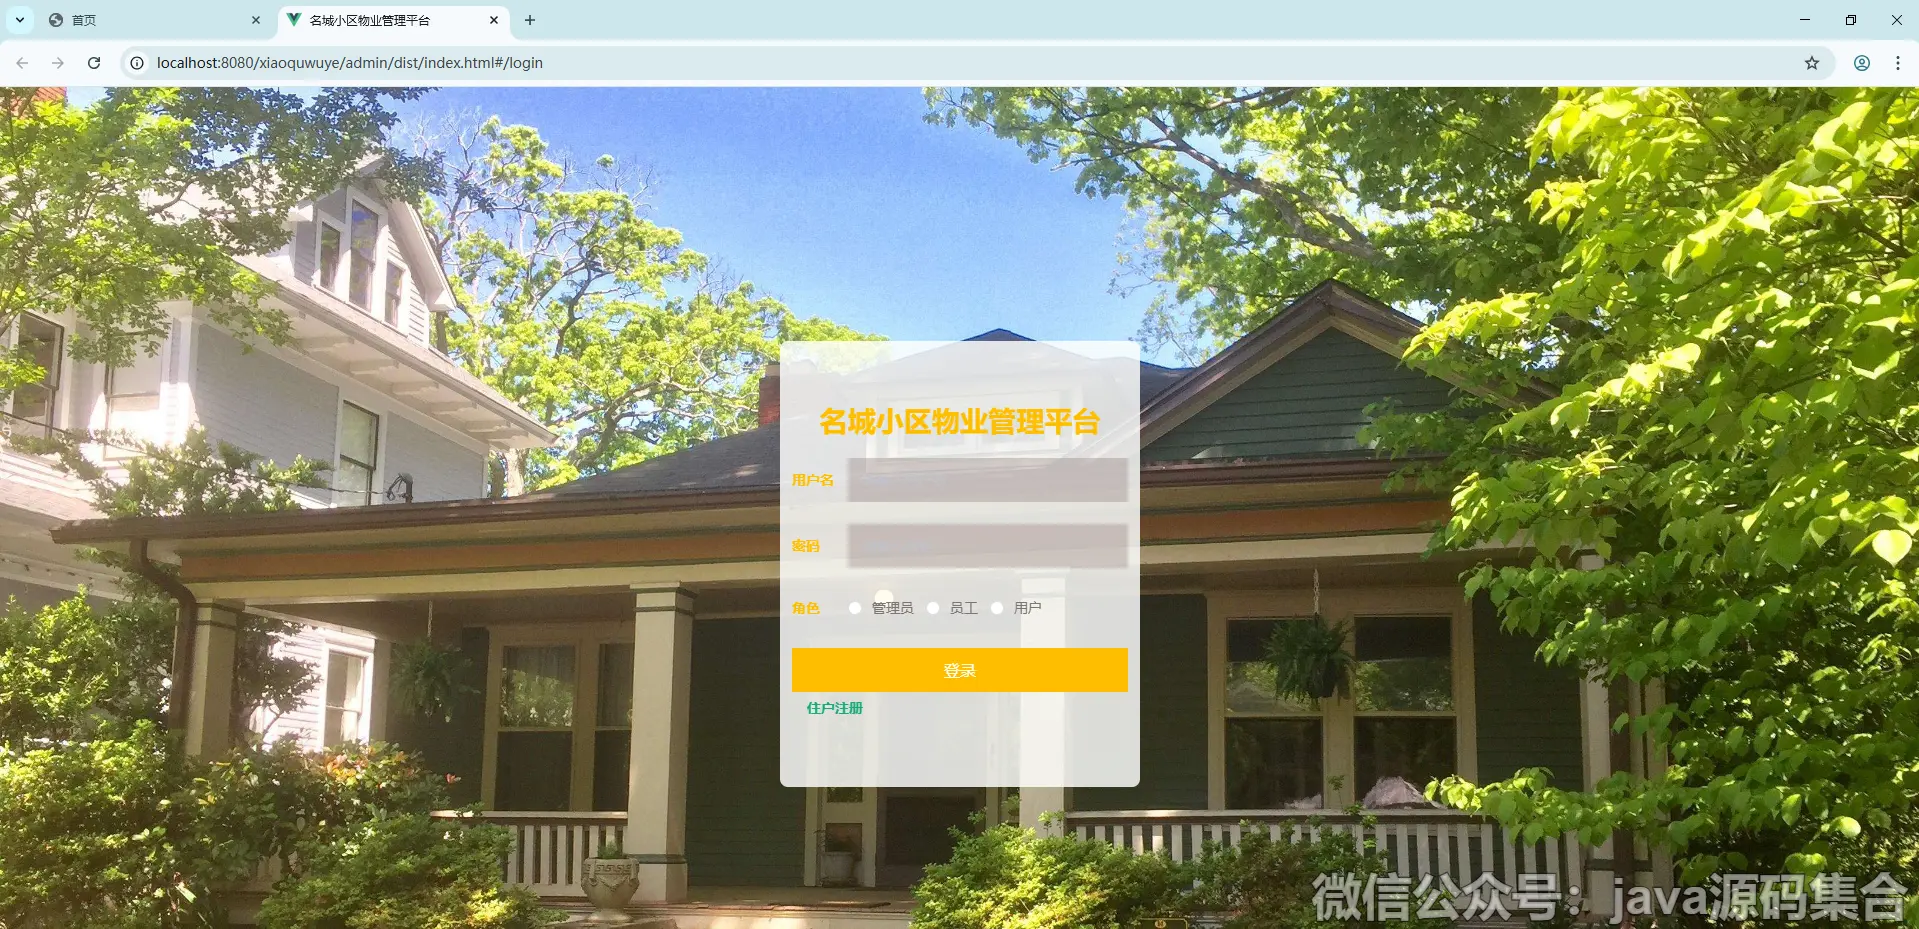 首页
名城小区物业管理平台
localhost:8080/xiaoquwuye/admin/dist/index.html#/login
名城小区物业管理平台
用户名
密码
角色 管理员 员工 用户
登录
住户注册
微信公众号：java源码集合